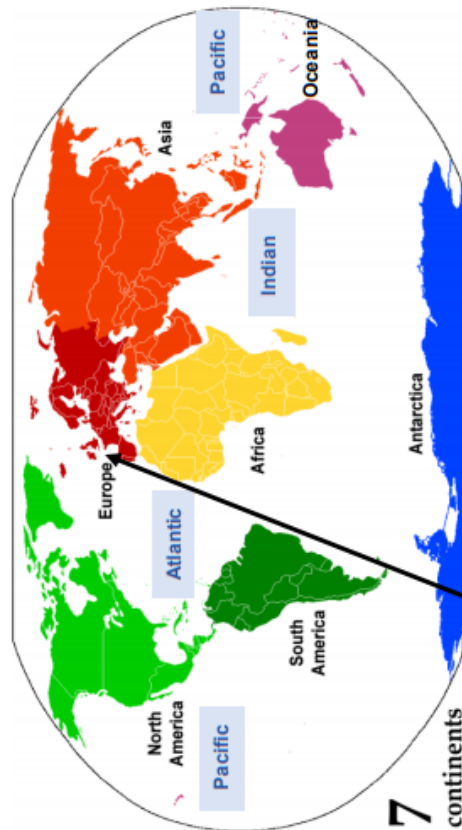 Pacific
Oceania
Asia
Indian
Europe
Africa
Antarctica
Atlantic
North
America
South
America
Pacific
7
continents